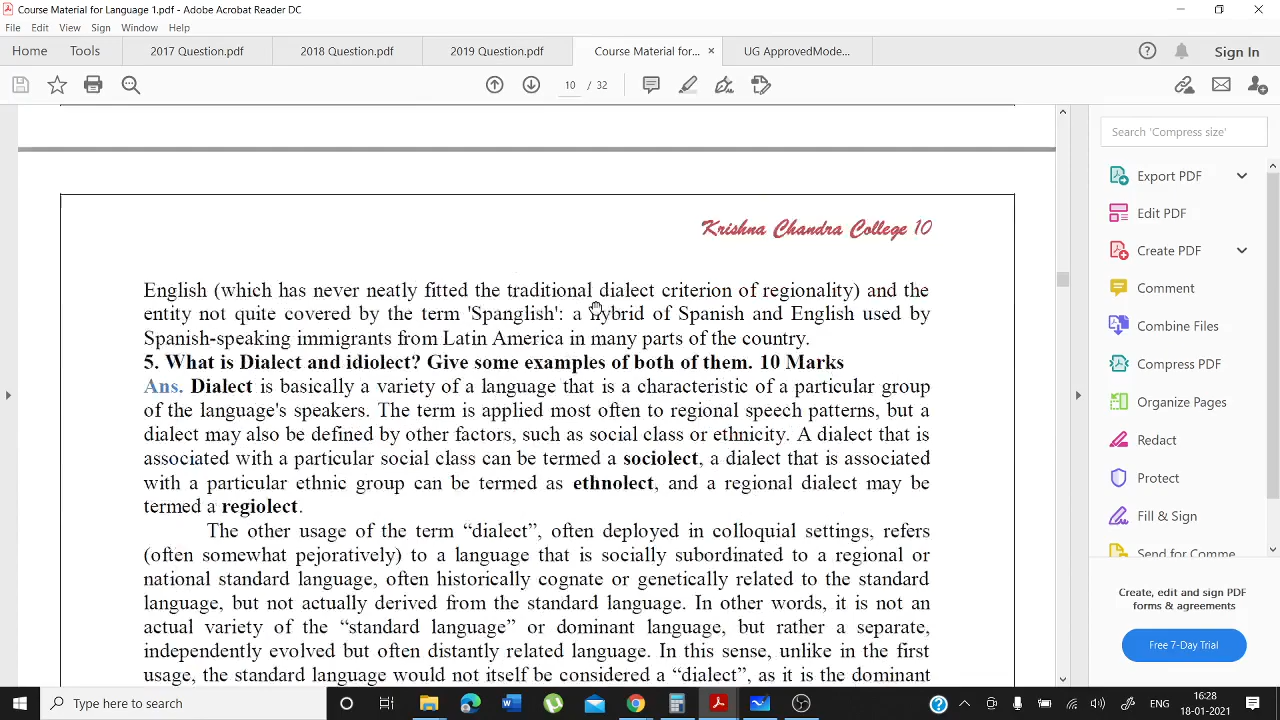 Course Material for Language 1.pdf - Adobe Acrobat Reader DC
File Edit View Sign Window Help
Home Tools 2017 Question.pdf 2018 Question.pdf 2019 Question.pdf Course Material for... × UG ApprovedMode... Sign In
10 / 32
Search 'Compress size'
Krishna Chandra College 10
English (which has never neatly fitted the traditional dialect criterion of regionality) and the
entity not quite covered by the term 'Spanglish': a hybrid of Spanish and English used by
Spanish-speaking immigrants from Latin America in many parts of the country.
5. What is Dialect and idiolect? Give some examples of both of them. 10 Marks
Ans. Dialect is basically a variety of a language that is a characteristic of a particular group
of the language's speakers. The term is applied most often to regional speech patterns, but a
dialect may also be defined by other factors, such as social class or ethnicity. A dialect that is
associated with a particular social class can be termed a sociolect, a dialect that is associated
with a particular ethnic group can be termed as ethnolect, and a regional dialect may be
termed a regiolect.
The other usage of the term “dialect”, often deployed in colloquial settings, refers
(often somewhat pejoratively) to a language that is socially subordinated to a regional or
national standard language, often historically cognate or genetically related to the standard
language, but not actually derived from the standard language. In other words, it is not an
actual variety of the “standard language” or dominant language, but rather a separate,
independently evolved but often distantly related language. In this sense, unlike in the first
usage, the standard language would not itself be considered a “dialect”, as it is the dominant
Export PDF
Edit PDF
Create PDF
Comment
Combine Files
Compress PDF
Organize Pages
Redact
Protect
Fill & Sign
Send for Comme
Create, edit and sign PDF
forms & agreements
Free 7-Day Trial
Type here to search
ENG
16:28
18-01-2021